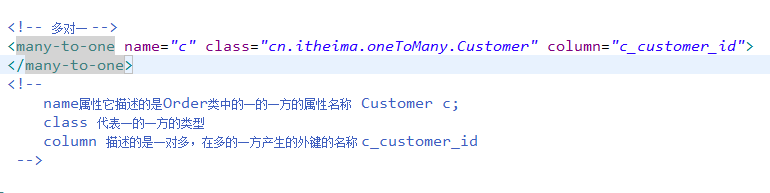 <!-- 多对一 -->
<many-to-one name="c" class="cn.itheima.oneToMany.Customer" column="c_customer_id">
</many-to-one>
<!--
name属性它描述的是Order类中的一的一方的属性名称 Customer c;
class 代表一的一方的类型
column 描述的是一对多，在多的一方产生的外键的名称 c_customer_id
-->